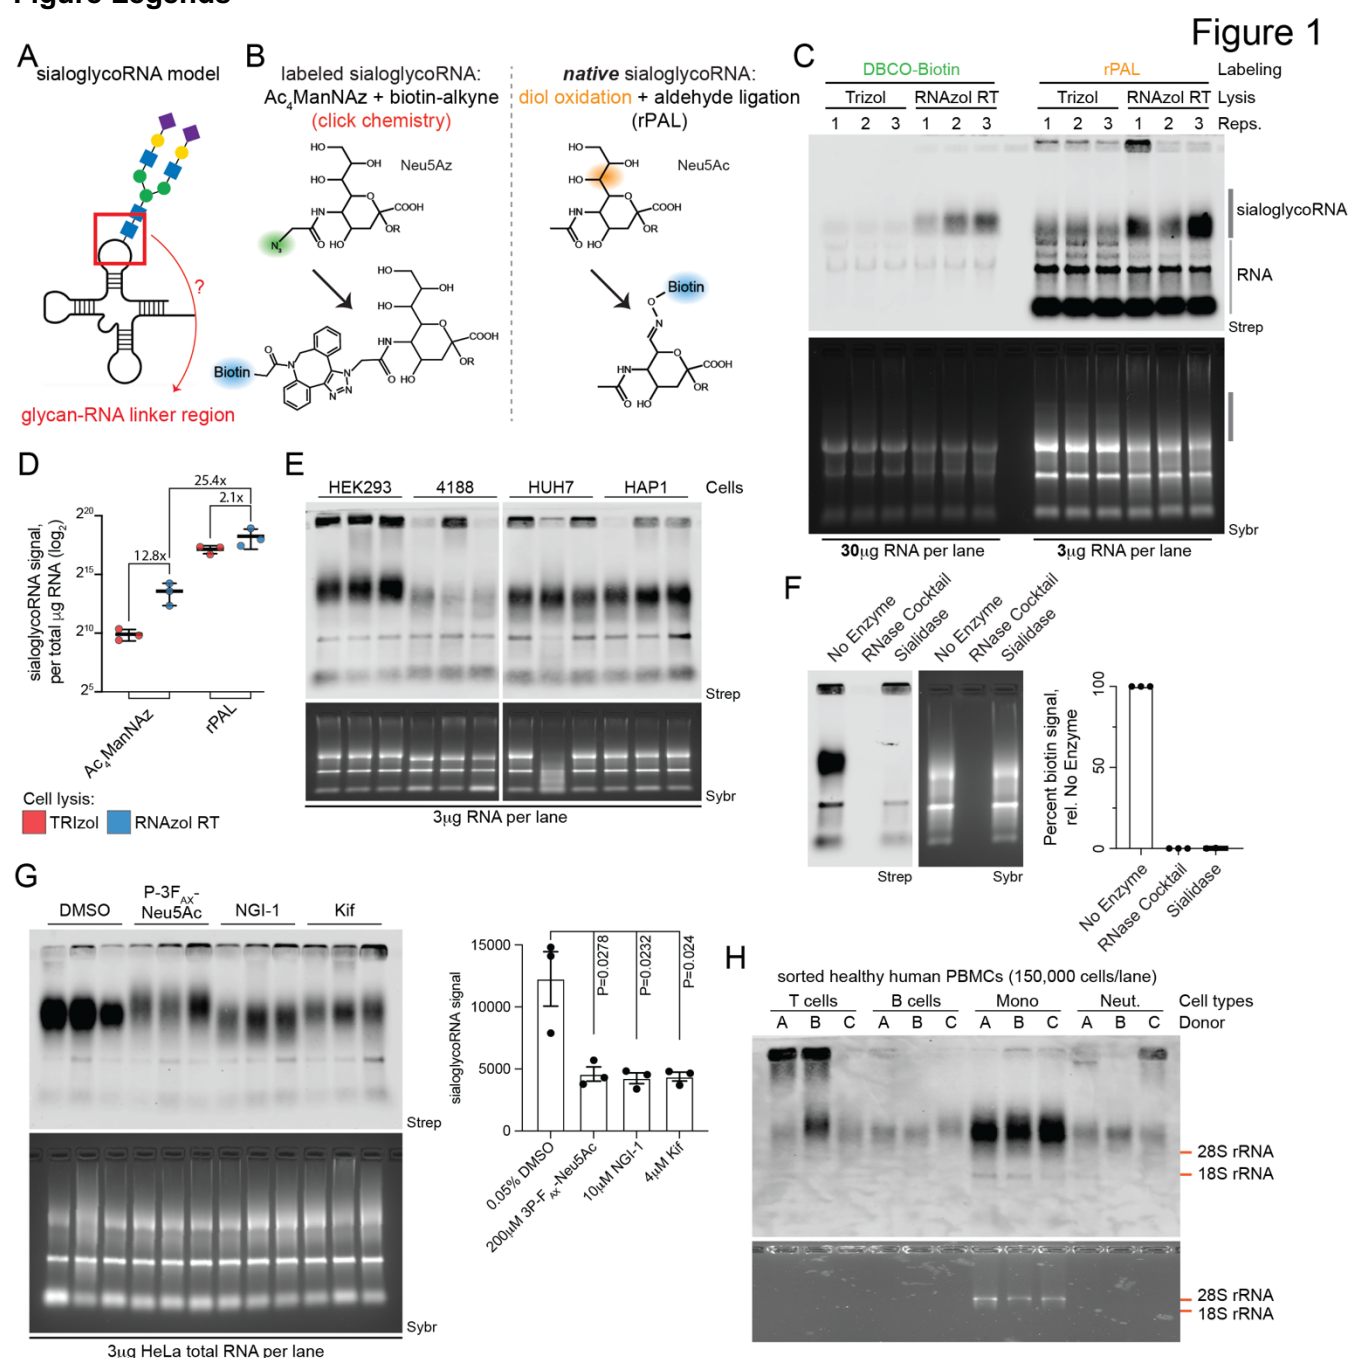 Figure Legends
Figure 1
A
sialoglycoRNA model
?
glycan-RNA linker region
B
labeled sialoglycoRNA:
Ac4ManNAz + biotin-alkyne
(click chemistry)
native sialoglycoRNA:
diol oxidation + aldehyde ligation
(rPAL)
HO
OH
HO
Neu5Az
HN
O
COOH
OR
N3
O
HO
HO
OH
HO
O
COOH
HN
OR
O
HO
Biotin
O
N
N
N=N
HO
OH
HO
Neu5Ac
O
COOH
HN
OR
O
HO
Biotin
O
N
O
COOH
HN
OR
O
HO
C
DBCO-Biotin
rPAL
Labeling
Trizol
RNAzol RT
Trizol
RNAzol RT
Lysis
1 2 3 1 2 3
1 2 3 1 2 3
Reps.
sialoglycoRNA
RNA
Strep
Sybr
30µg RNA per lane
3µg RNA per lane
D
sialoglycoRNA signal,
per total µg RNA (log2)
2^20
2^15
2^10
2^5
12.8x
25.4x
2.1x
Ac4ManNAz
rPAL
Cell lysis:
TRIzol
RNAzol RT
E
HEK293
4188
HUH7
HAP1
Cells
Strep
Sybr
3µg RNA per lane
F
No Enzyme
RNase Cocktail
Sialidase
No Enzyme
RNase Cocktail
Sialidase
Strep
Sybr
Percent biotin signal,
rel. No Enzyme
100
50
0
No Enzyme
RNase Cocktail
Sialidase
G
DMSO
P-3FAX-
Neu5Ac
NGI-1
Kif
Strep
Sybr
3µg HeLa total RNA per lane
sialoglycoRNA signal
15000
10000
5000
0
P=0.0278
P=0.0232
P=0.024
0.05% DMSO
200µM 3P-FAX-Neu5Ac
10µM NGI-1
4µM Kif
H
sorted healthy human PBMCs (150,000 cells/lane)
T cells
B cells
Mono
Neut.
Cell types
A B C A B C A B C A B C
Donor
28S rRNA
18S rRNA
28S rRNA
18S rRNA